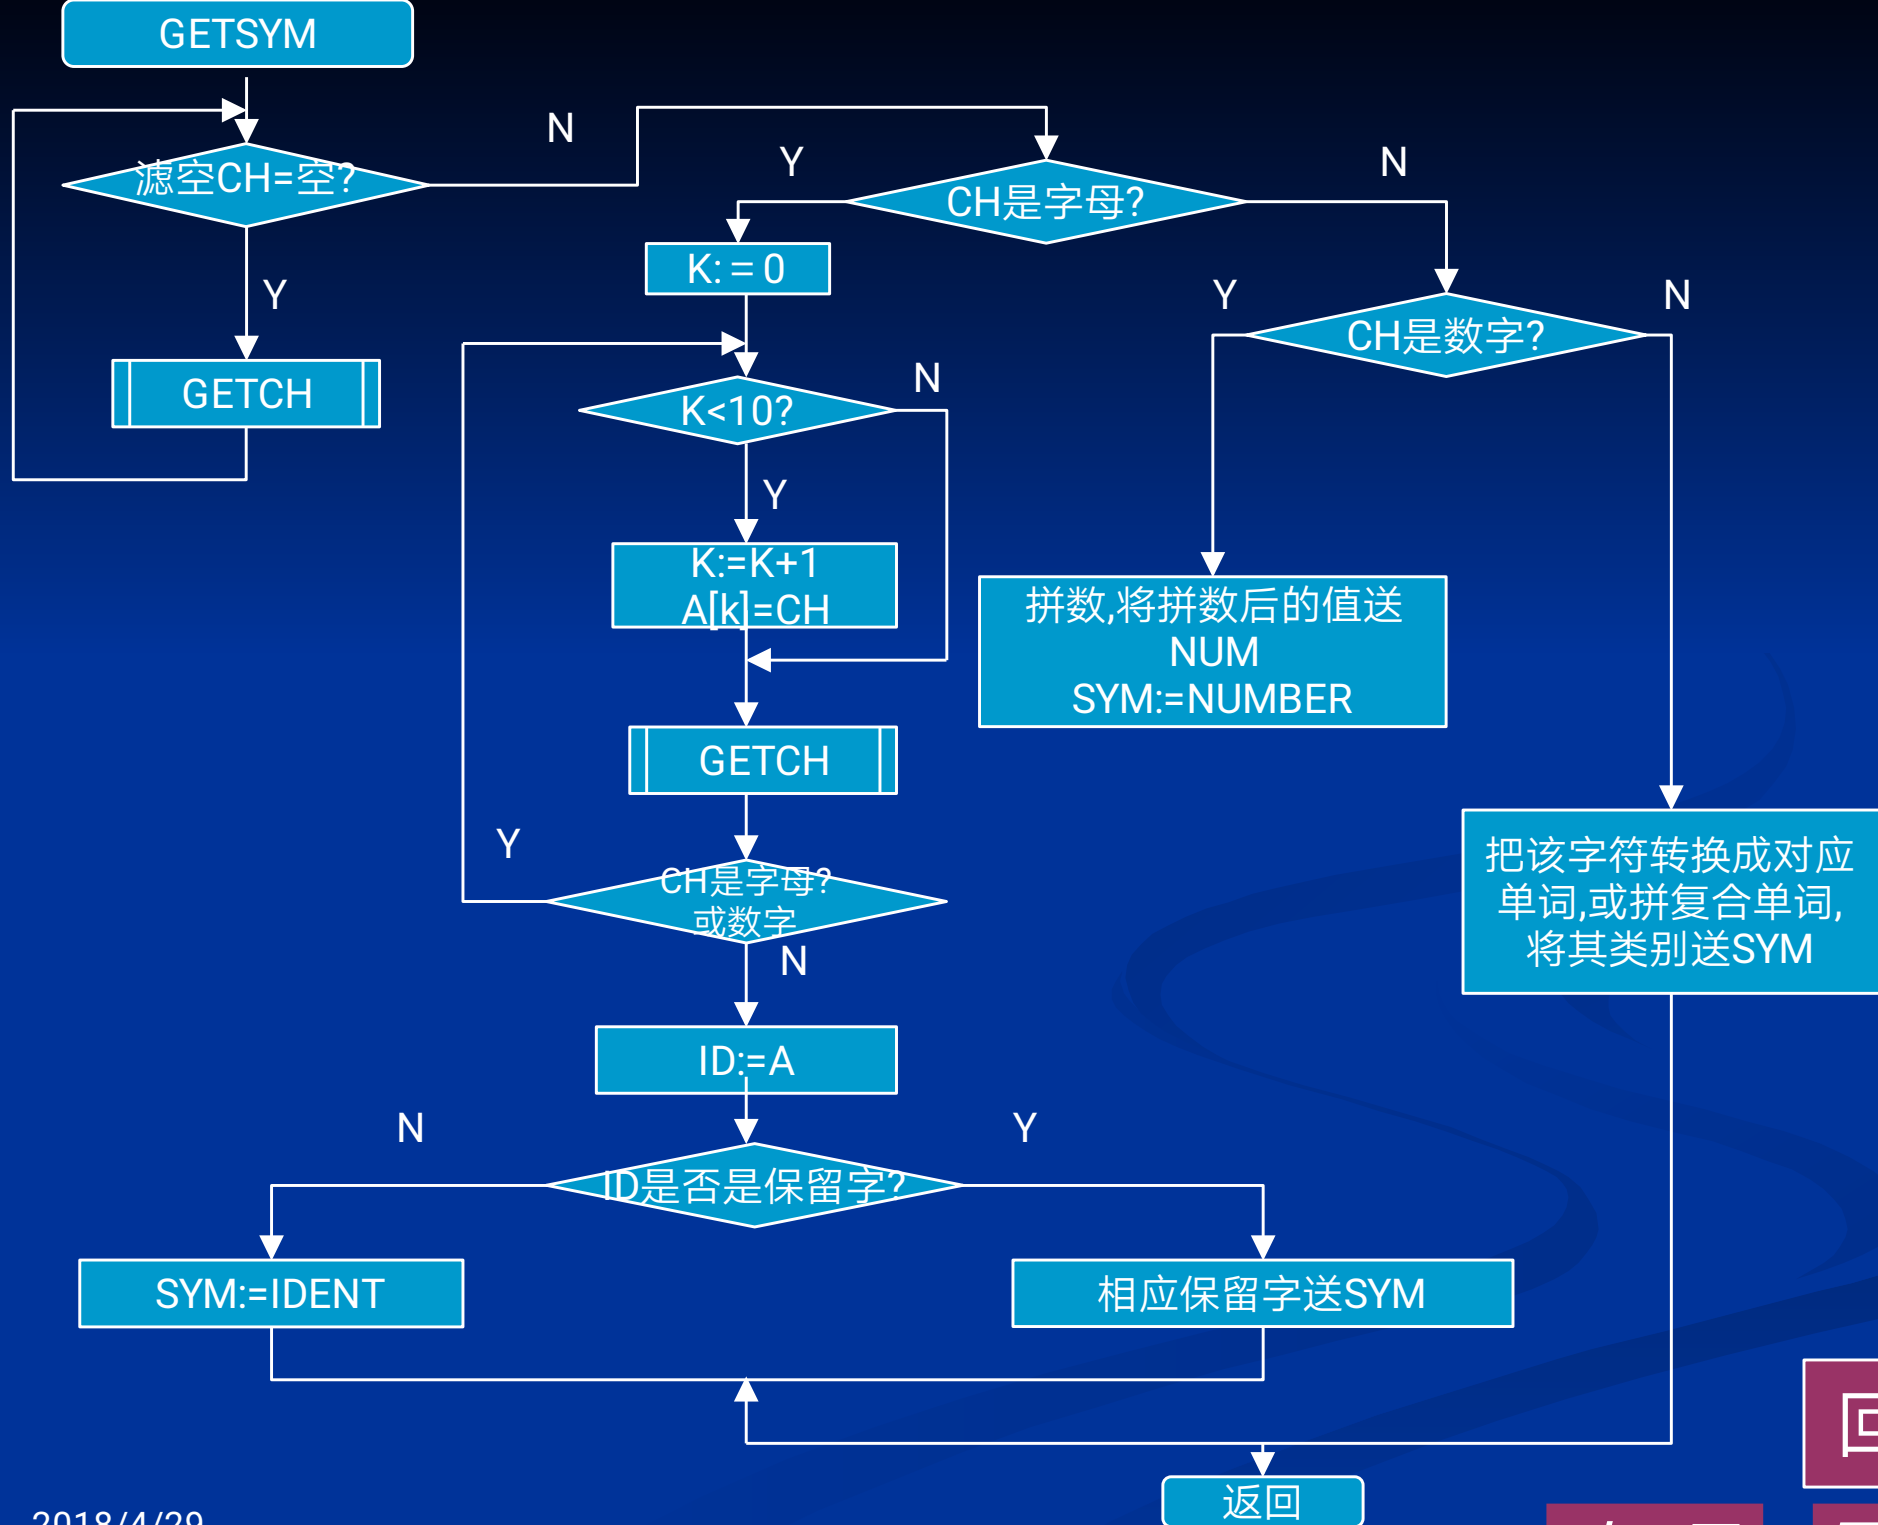 GETSYM
滤空CH=空?
N
Y
GETCH
Y
CH是字母?
N
K:＝0
K<10?
N
Y
K:=K+1
A[k]=CH
GETCH
CH是字母?
或数字
Y
N
ID:=A
N
ID是否是保留字?
Y
SYM:=IDENT
相应保留字送SYM
Y
CH是数字?
N
拼数,将拼数后的值送
NUM
SYM:=NUMBER
把该字符转换成对应
单词,或拼复合单词,
将其类别送SYM
返回
2018/4/29